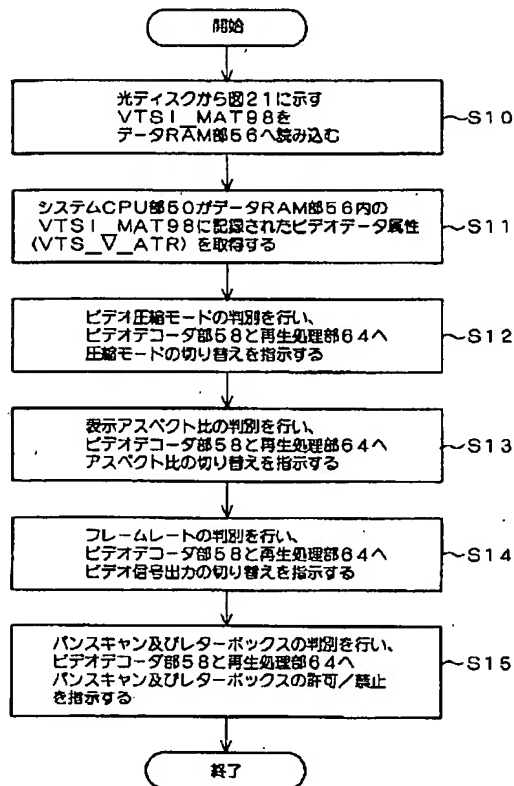 開始
光ディスクから図21に示す
VTSI_MAT98を
データRAM部56へ読み込む
S10
システムCPU部50がデータRAM部56内の
VTSI_MAT98に記録されたビデオデータ属性
(VTS_V_ATR)を取得する
S11
ビデオ圧縮モードの判別を行い、
ビデオデコーダ部58と再生処理部64へ
圧縮モードの切り替えを指示する
S12
表示アスペクト比の判別を行い、
ビデオデコーダ部58と再生処理部64へ
アスペクト比の切り替えを指示する
S13
フレームレートの判別を行い、
ビデオデコーダ部58と再生処理部64へ
ビデオ信号出力の切り替えを指示する
S14
パンスキャン及びレターボックスの判別を行い、
ビデオデコーダ部58と再生処理部64へ
パンスキャン及びレターボックスの許可/禁止
を指示する
S15
終了